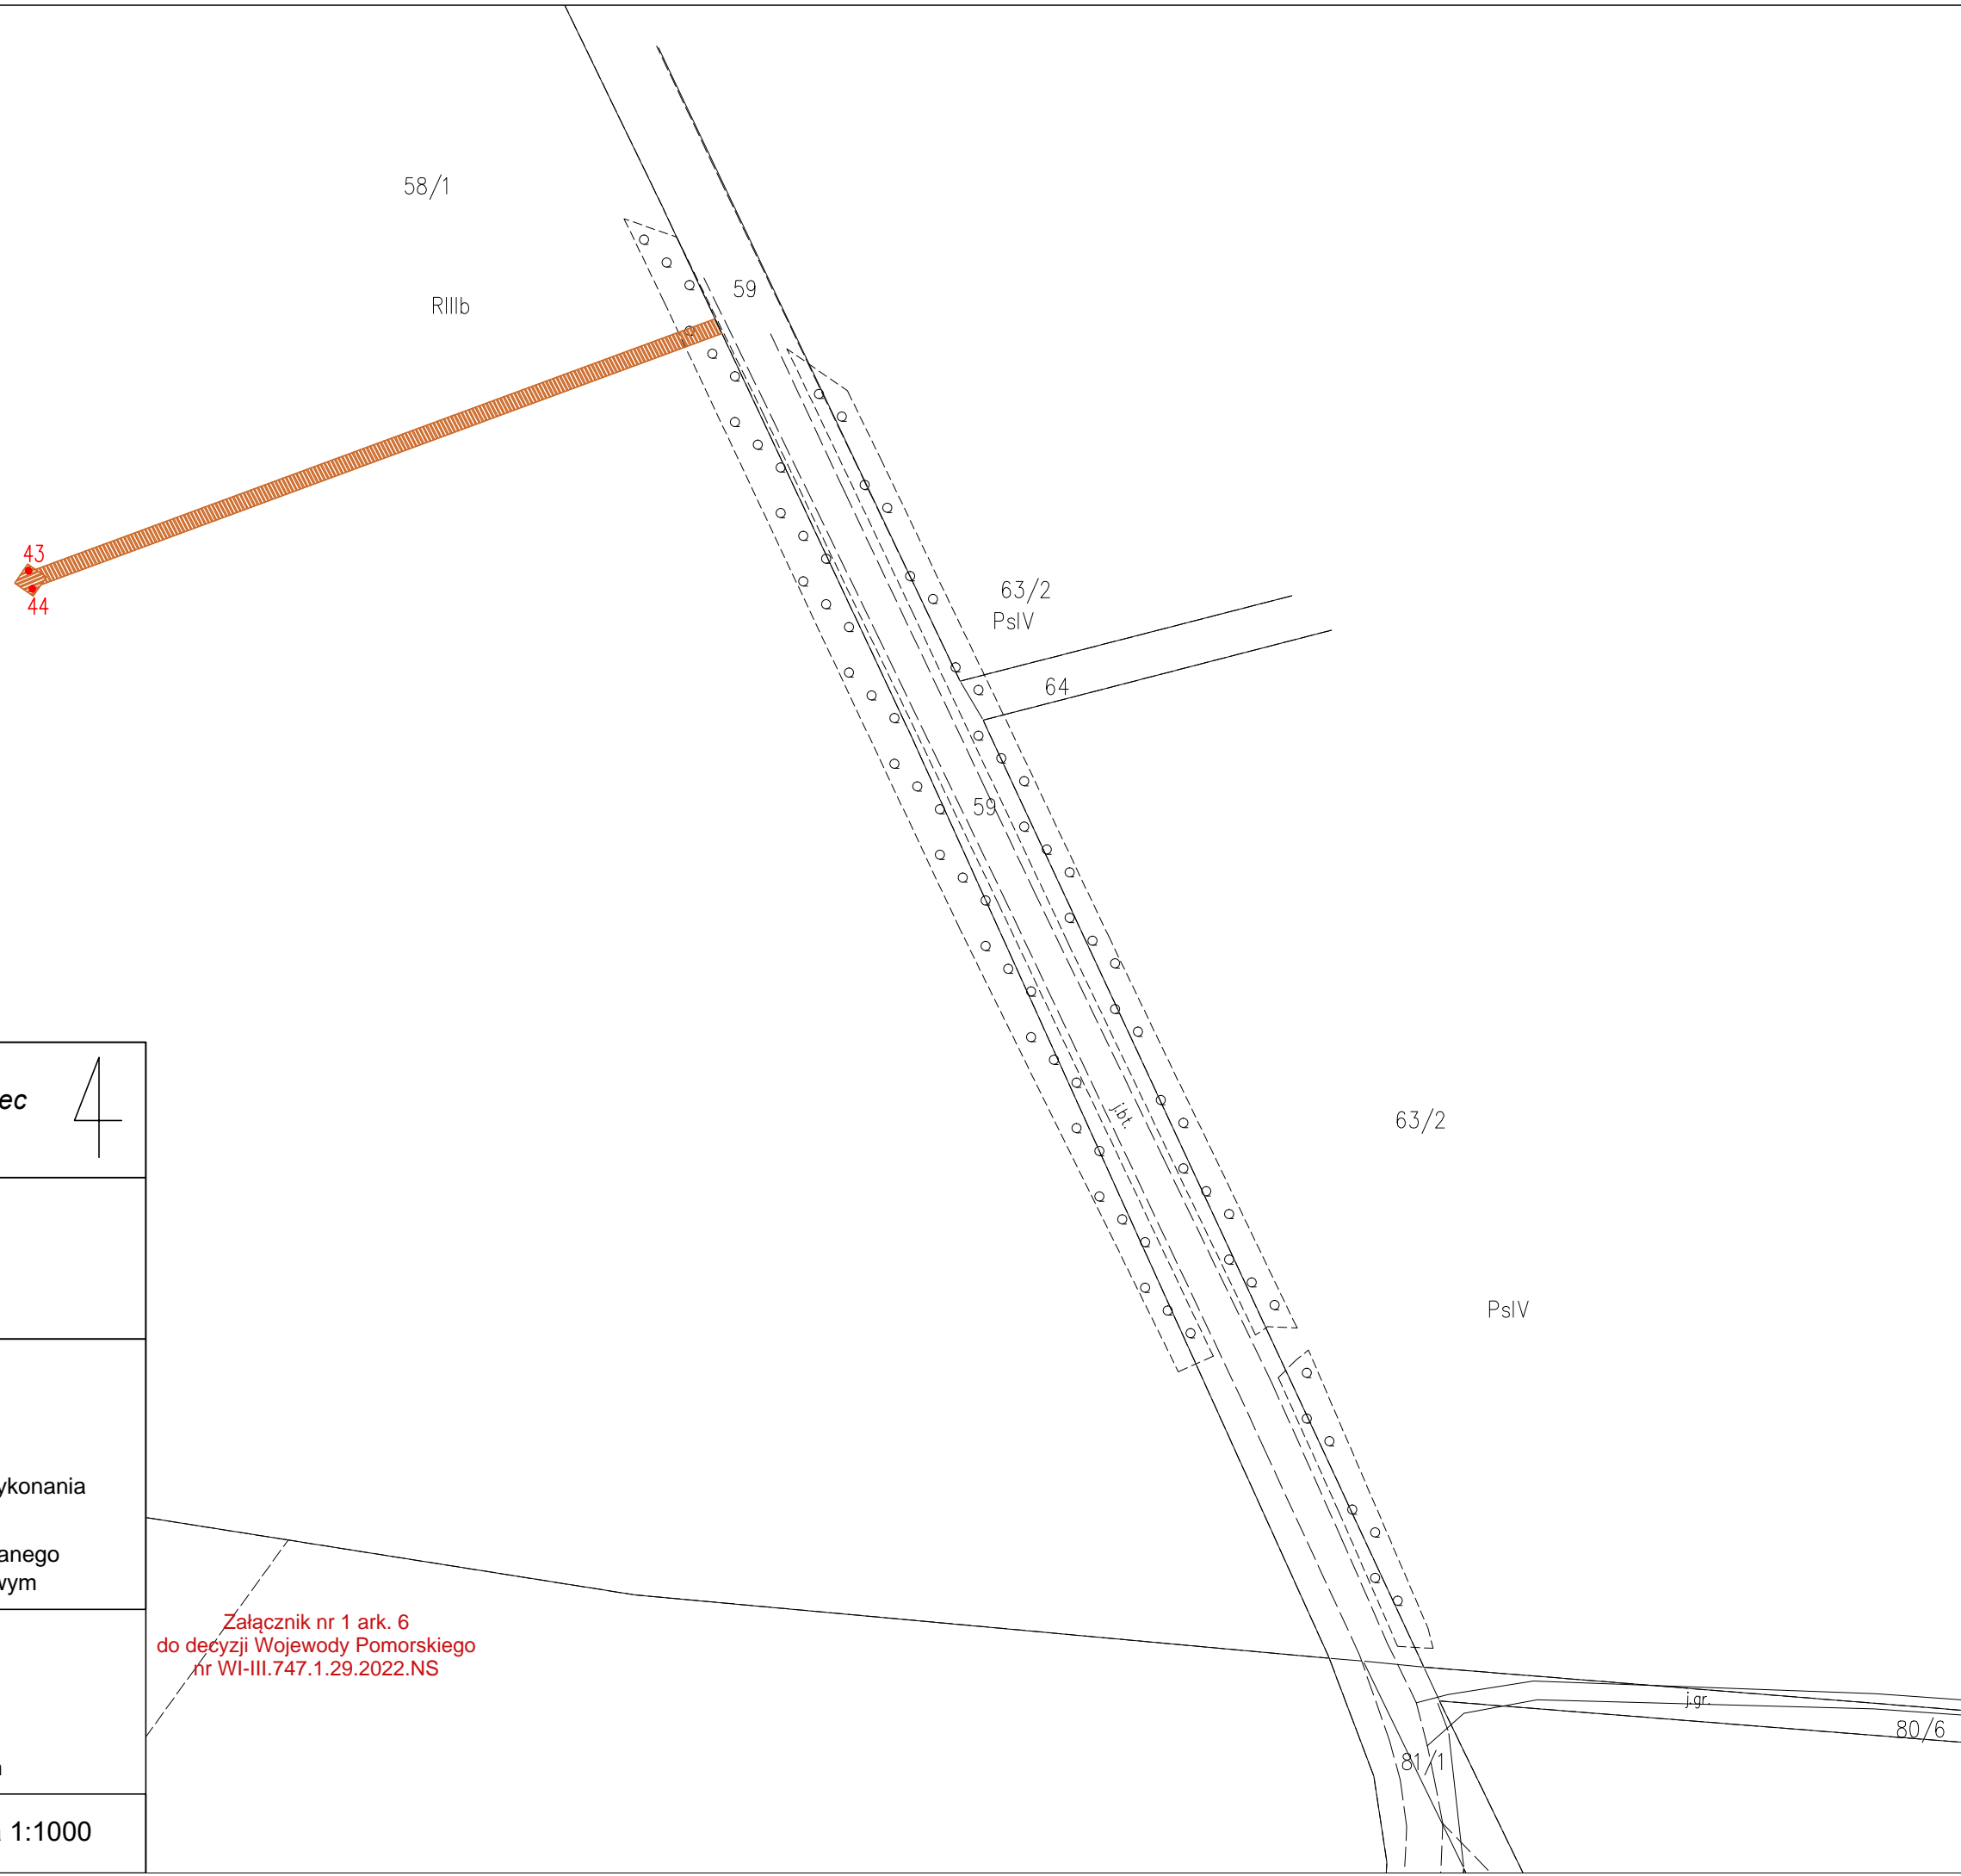 58/1
59
RIIIb
43
44
63/2
PsIV
64
59
j.bt.
63/2
PsIV
ec
ykonania
anego
wym
Załącznik nr 1 ark. 6
do decyzji Wojewody Pomorskiego
nr WI-III.747.1.29.2022.NS
j.gr.
80/6
81/1
1:1000